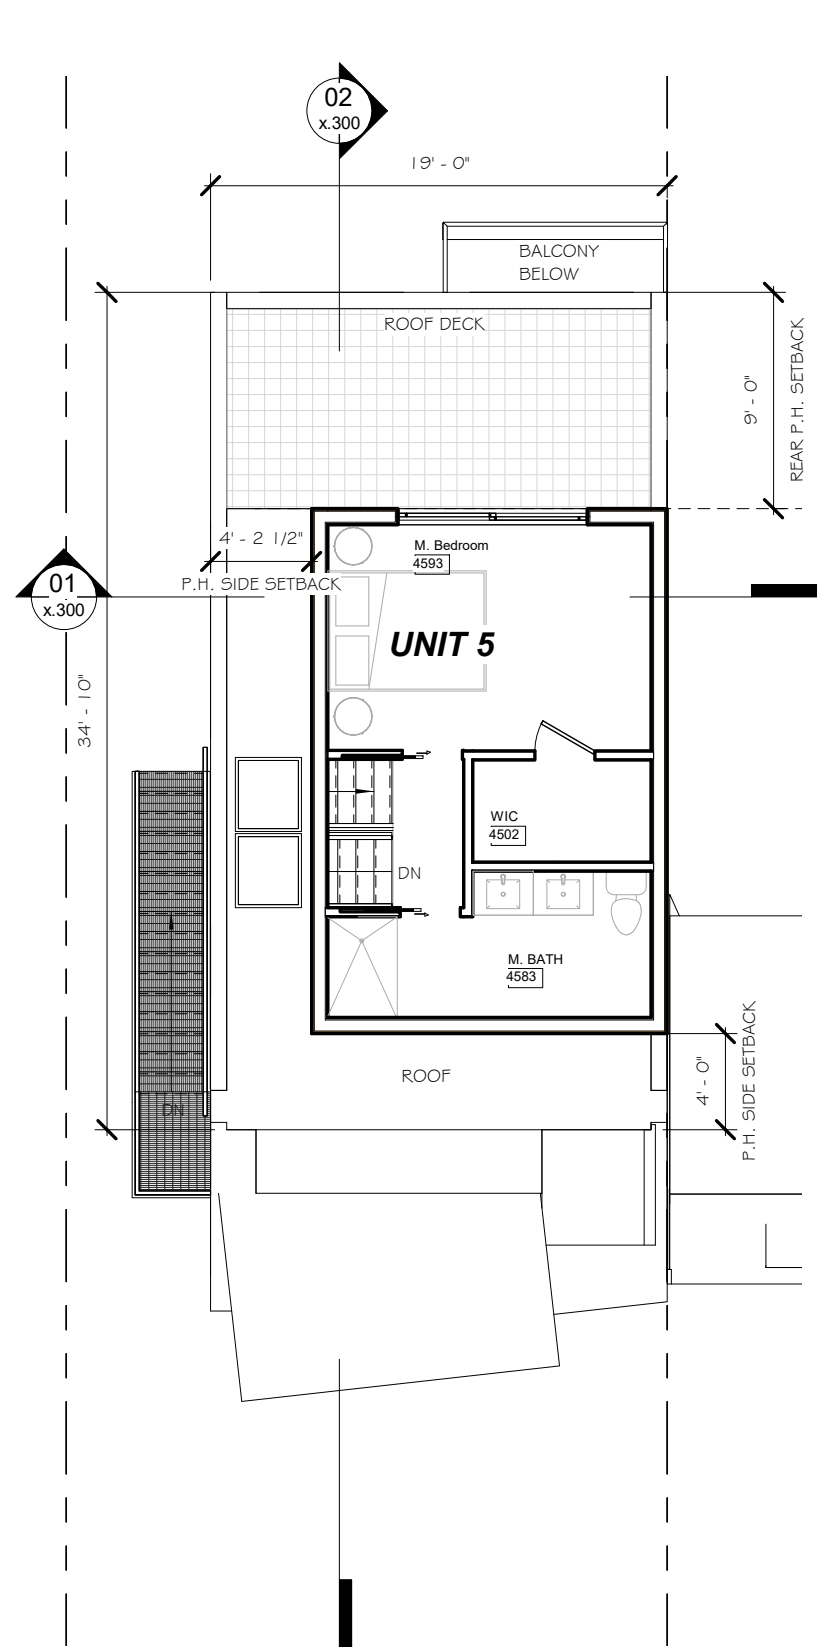 02
x.300
19' - 0"
BALCONY
BELOW
ROOF DECK
9' - 0"
REAR P.H. SETBACK
4' - 2 1/2"
P.H. SIDE SETBACK
M. Bedroom
4593
01
x.300
UNIT 5
34' - 10"
WIC
4502
DN
M. BATH
4583
ROOF
4' - 0"
P.H. SIDE SETBACK
DN